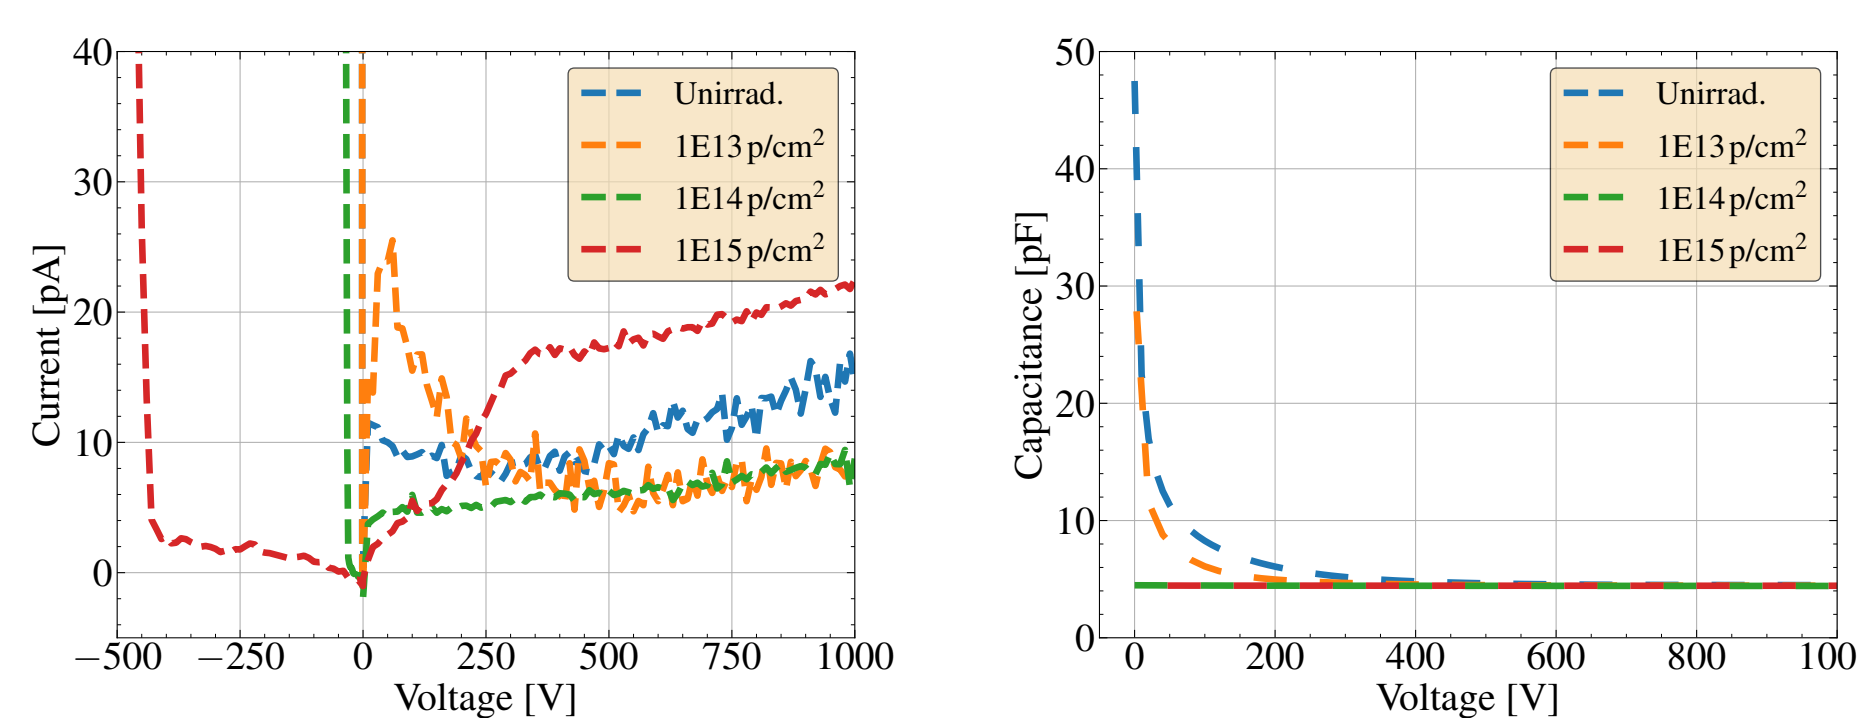 40
30
20
10
0
Current [pA]
−500 −250 0 250 500 750 1000
Voltage [V]
Unirrad.
1E13 p/cm²
1E14 p/cm²
1E15 p/cm²
50
40
30
20
10
0
Capacitance [pF]
0 200 400 600 800 100
Voltage [V]
Unirrad.
1E13 p/cm²
1E14 p/cm²
1E15 p/cm²